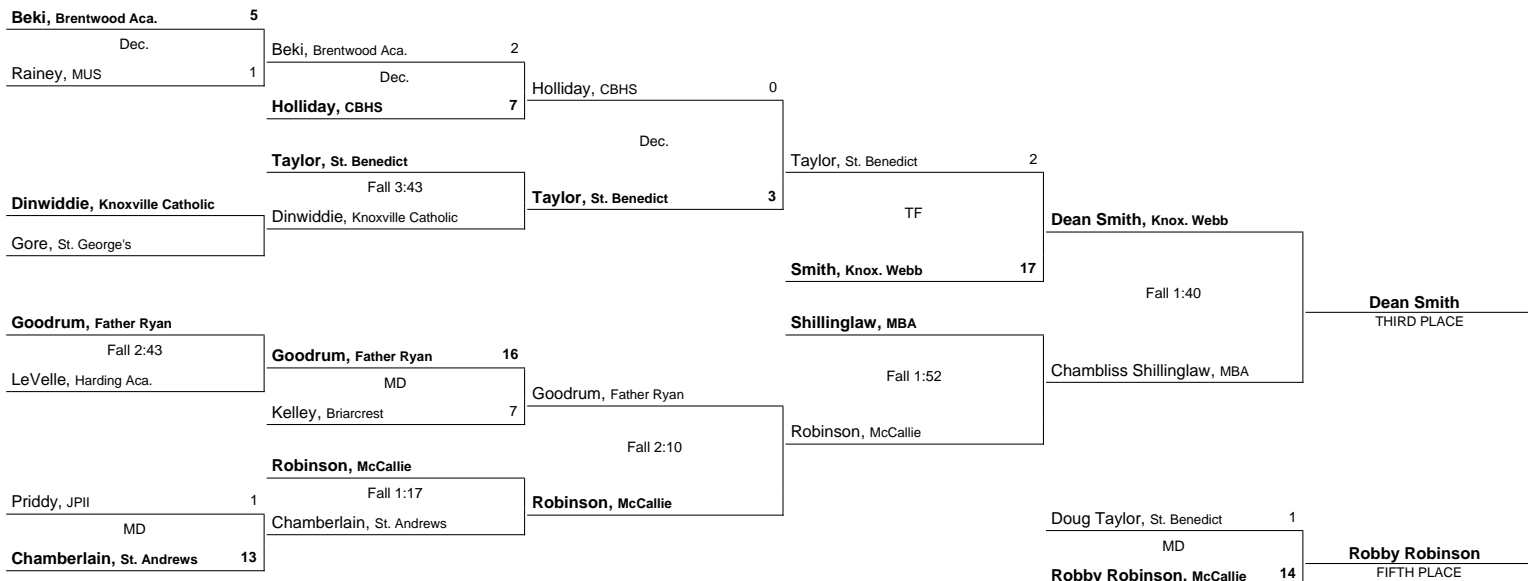 Beki, Brentwood Aca. 5
Dec.
Rainey, MUS 1
Dinwiddie, Knoxville Catholic
Gore, St. George's
Goodrum, Father Ryan
Fall 2:43
LeVelle, Harding Aca.
Priddy, JPII 1
MD
Chamberlain, St. Andrews 13
Beki, Brentwood Aca. 2
Dec.
Holliday, CBHS 7
Taylor, St. Benedict
Fall 3:43
Dinwiddie, Knoxville Catholic
Goodrum, Father Ryan 16
MD
Kelley, Briarcrest 7
Robinson, McCallie
Fall 1:17
Chamberlain, St. Andrews
Holliday, CBHS 0
Dec.
Taylor, St. Benedict 3
Goodrum, Father Ryan
Fall 2:10
Robinson, McCallie
Taylor, St. Benedict 2
TF
Smith, Knox. Webb 17
Shillinglaw, MBA
Fall 1:52
Robinson, McCallie
Dean Smith, Knox. Webb
Fall 1:40
Chambliss Shillinglaw, MBA
Dean Smith
THIRD PLACE
Doug Taylor, St. Benedict 1
MD
Robby Robinson, McCallie 14
Robby Robinson
FIFTH PLACE